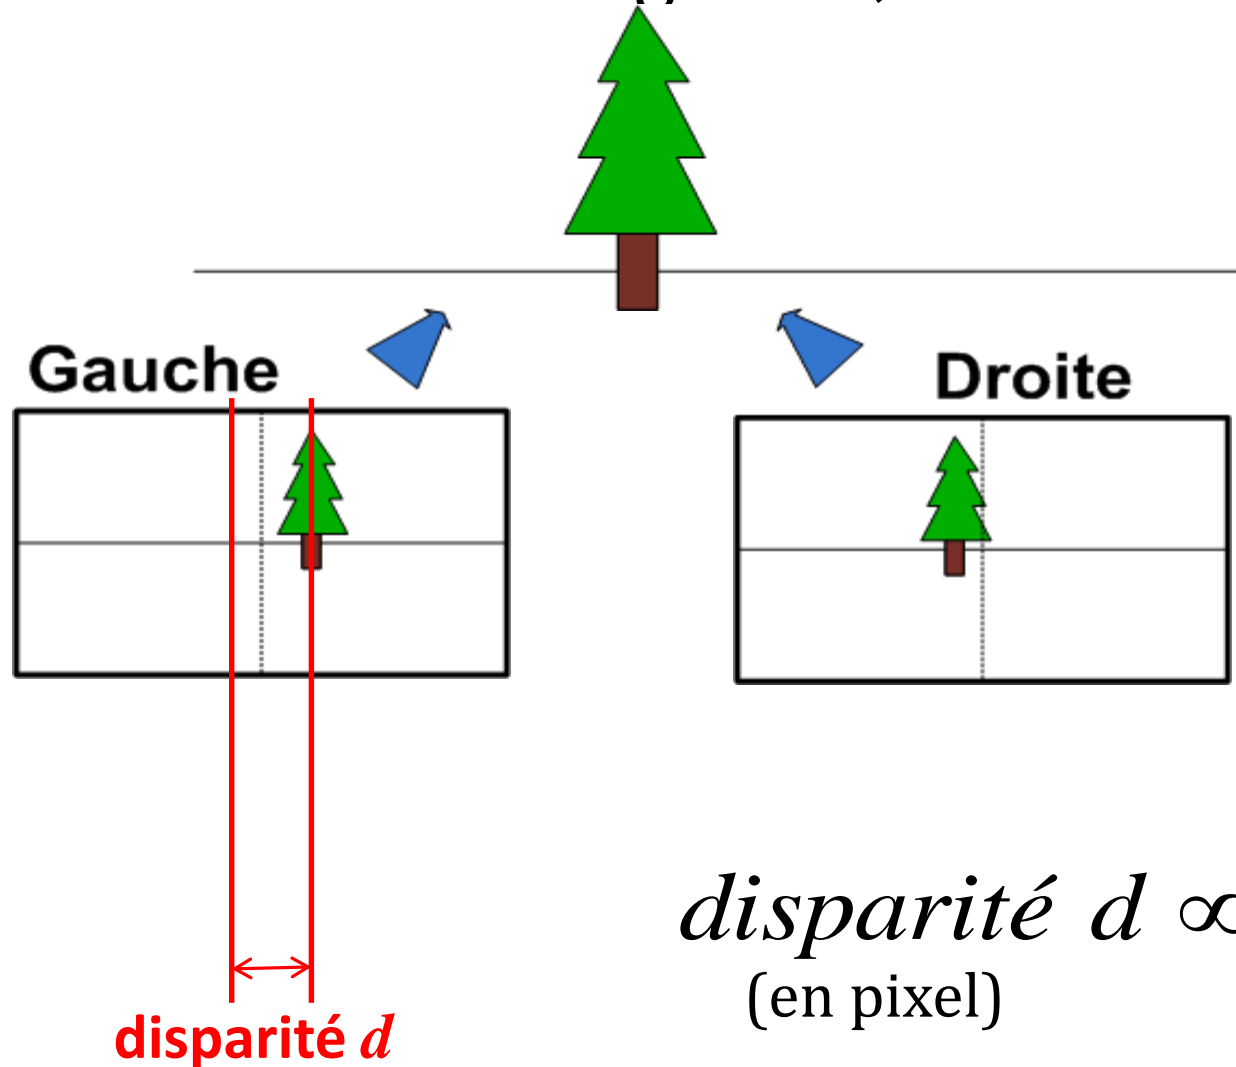 Gauche
Droite
disparité d ∝
(en pixel)
disparité d